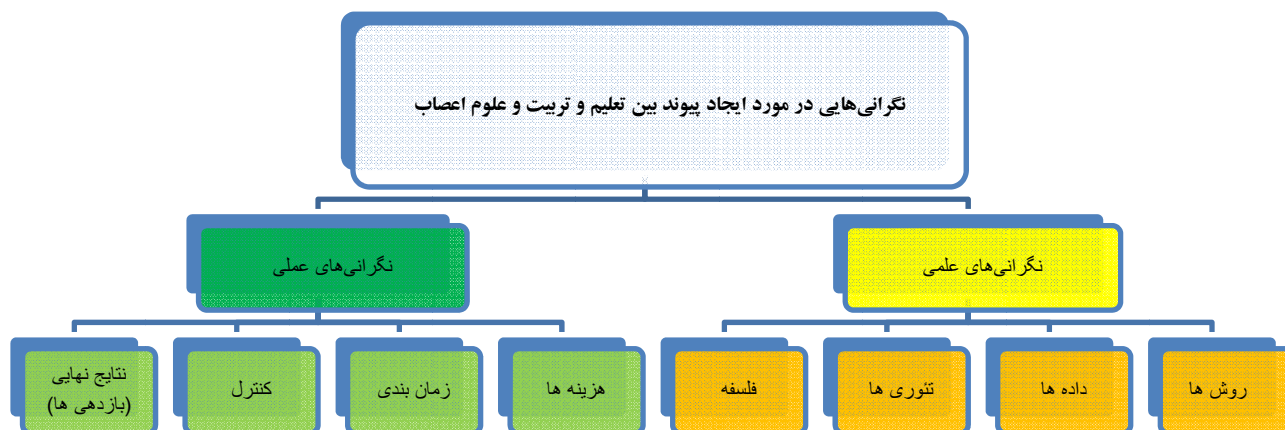 نگرانی‌هایی در مورد ایجاد پیوند بین تعلیم و تربیت و علوم اعصاب
نگرانی‌های علمی
نگرانی‌های عملی
روش ها
داده ها
تئوری ها
فلسفه
هزینه ها
زمان بندی
کنترل
نتایج نهایی
(بازدهی ها)